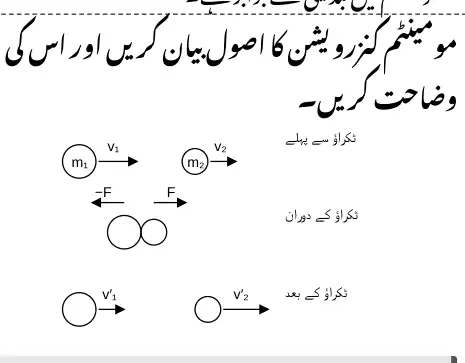 مومینٹم کنزرویشن کا اصول بیان کریں اور اس کی
وضاحت کریں۔
ٹکراؤ سے پہلے
v₁ v₂
m₁ m₂
−F F
ٹکراؤ کے دوران
v′₁ v′₂ ٹکراؤ کے بعد